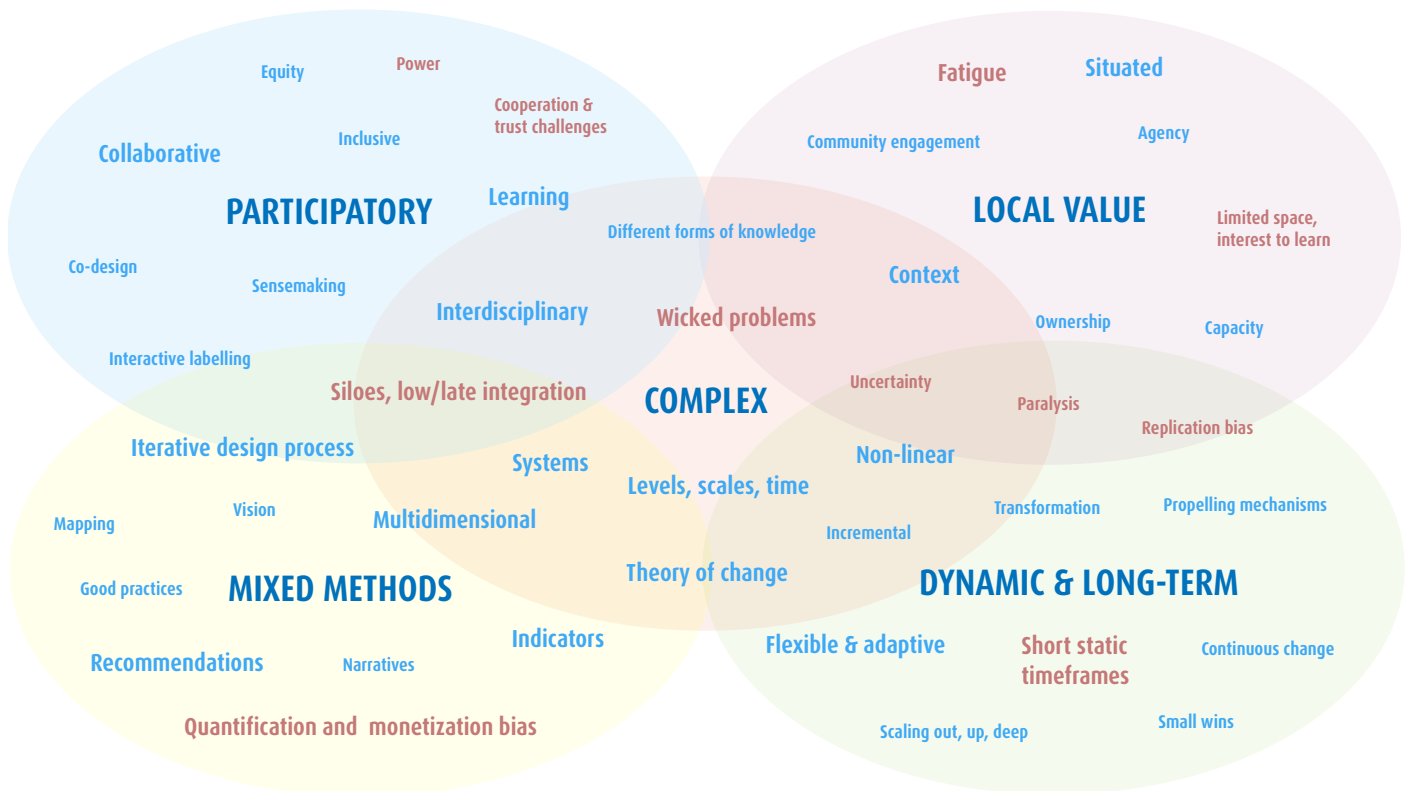 Equity
Power
Cooperation &
trust challenges
Collaborative
Inclusive
Learning
PARTICIPATORY
Co-design
Sensemaking
Interdisciplinary
Interactive labelling
Fatigue
Situated
Community engagement
Agency
LOCAL VALUE
Limited space,
interest to learn
Different forms of knowledge
Context
Ownership
Capacity
Wicked problems
Siloes, low/late integration
COMPLEX
Uncertainty
Paralysis
Replication bias
Iterative design process
Systems
Levels, scales, time
Non-linear
Mapping
Vision
Multidimensional
Incremental
Transformation
Propelling mechanisms
Good practices
MIXED METHODS
Theory of change
DYNAMIC & LONG-TERM
Recommendations
Narratives
Indicators
Flexible & adaptive
Short static
timeframes
Continuous change
Quantification and  monetization bias
Scaling out, up, deep
Small wins